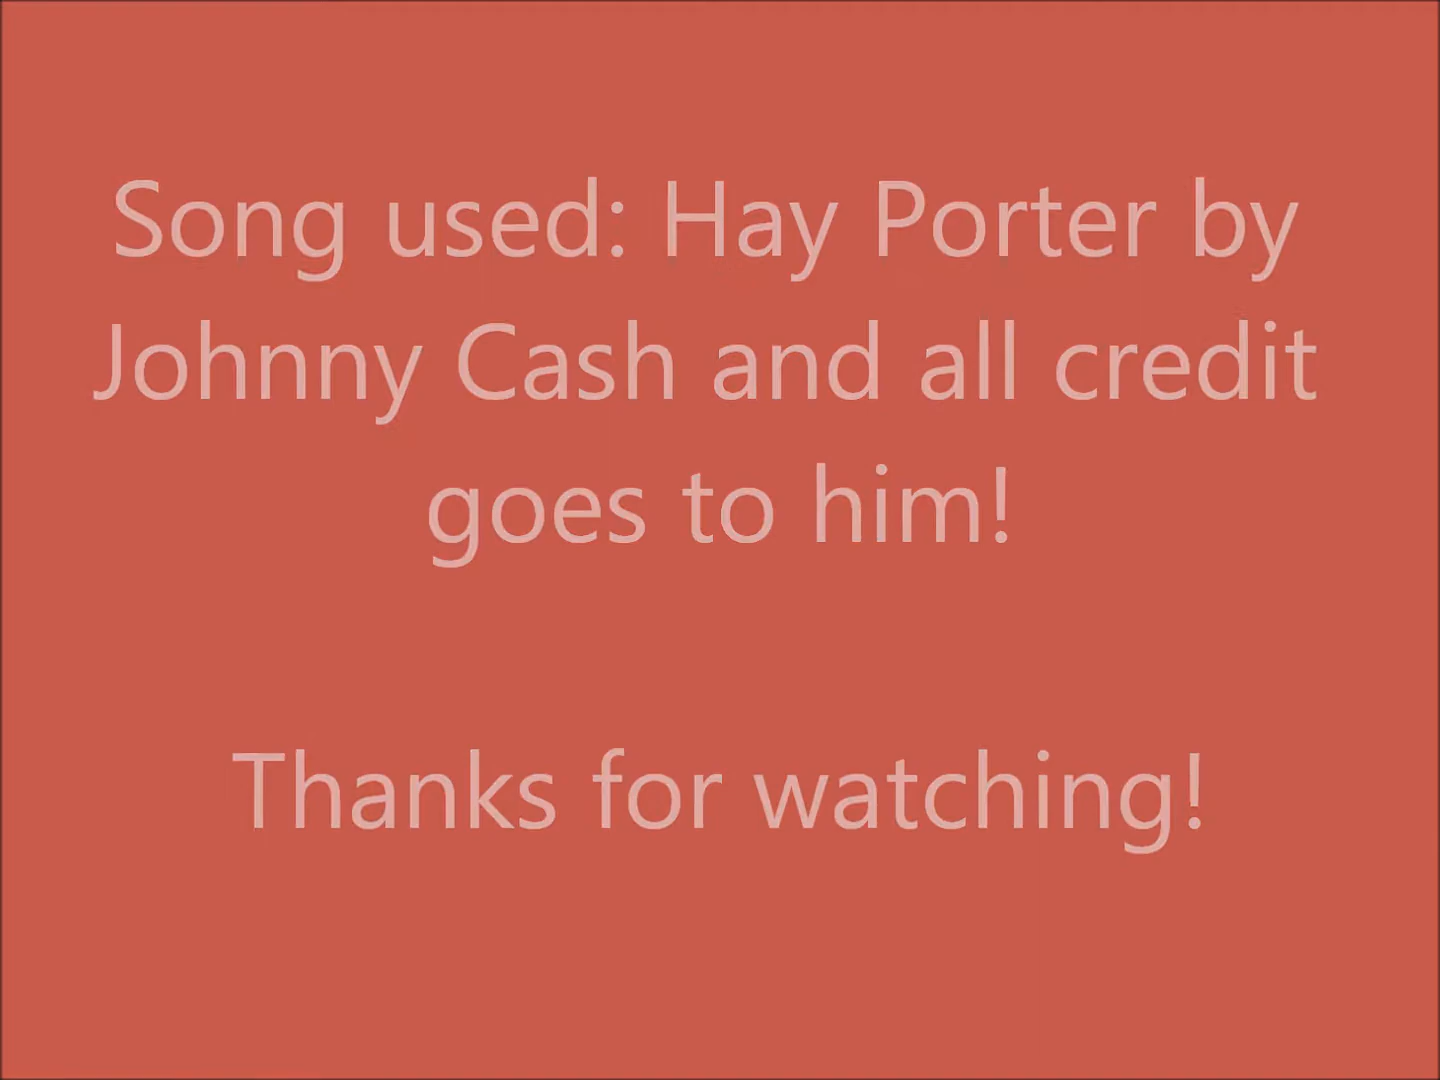 Song used: Hay Porter by
Johnny Cash and all credit
goes to him!
Thanks for watching!